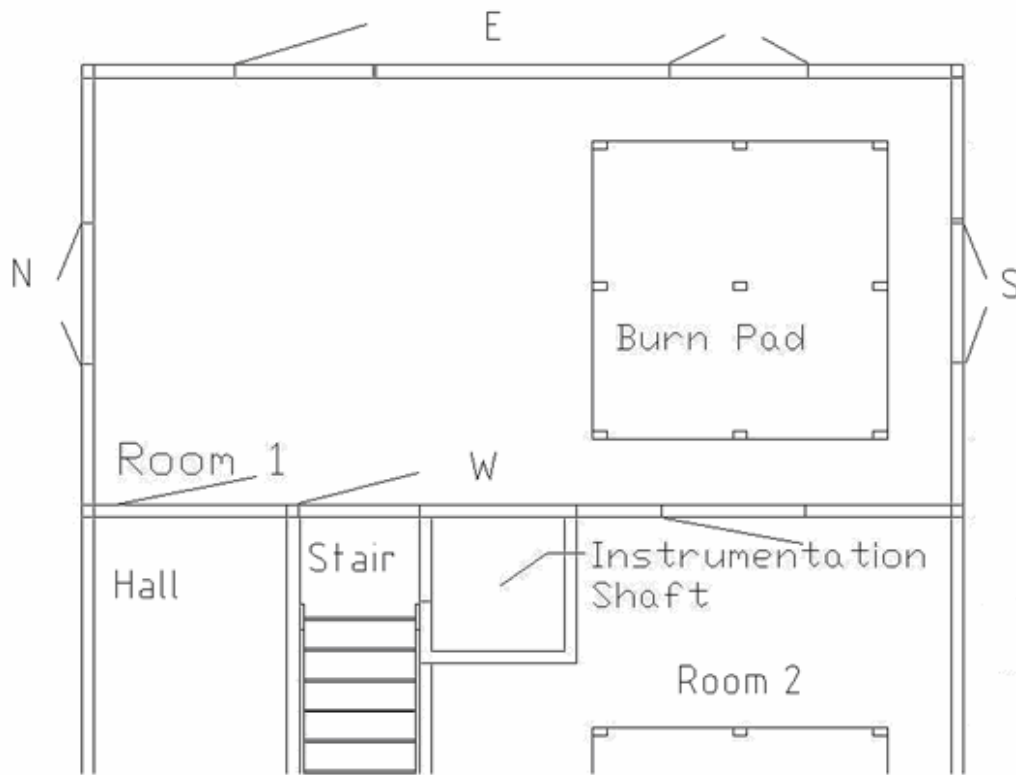 E
N
S
Burn Pad
Room 1
W
Stair
Instrumentation
Shaft
Hall
Room 2